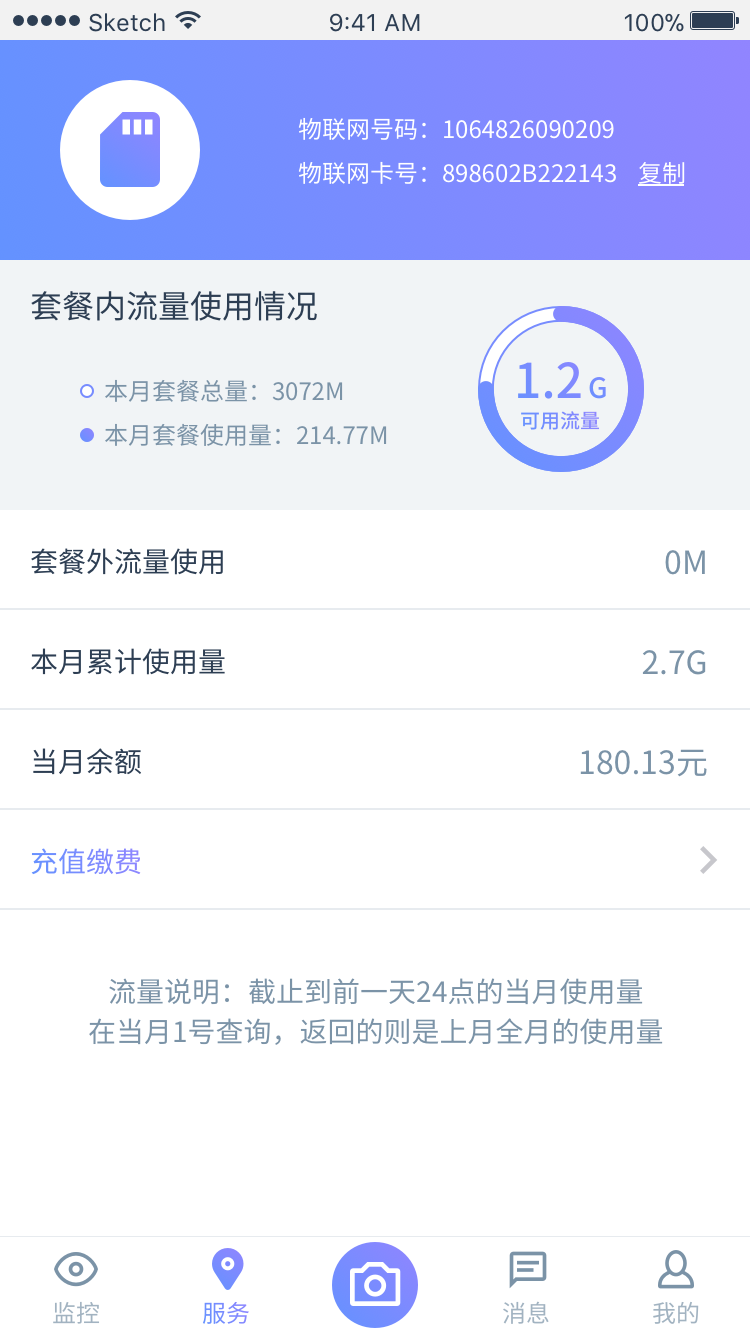 Sketch 9:41 AM 100%
物联网号码：1064826090209
物联网卡号：898602B222143 复制
套餐内流量使用情况
本月套餐总量：3072M
本月套餐使用量：214.77M
1.2 G
可用流量
套餐外流量使用 0M
本月累计使用量 2.7G
当月余额 180.13元
充值缴费
流量说明：截止到前一天24点的当月使用量
在当月1号查询，返回的则是上月全月的使用量
监控 服务 消息 我的